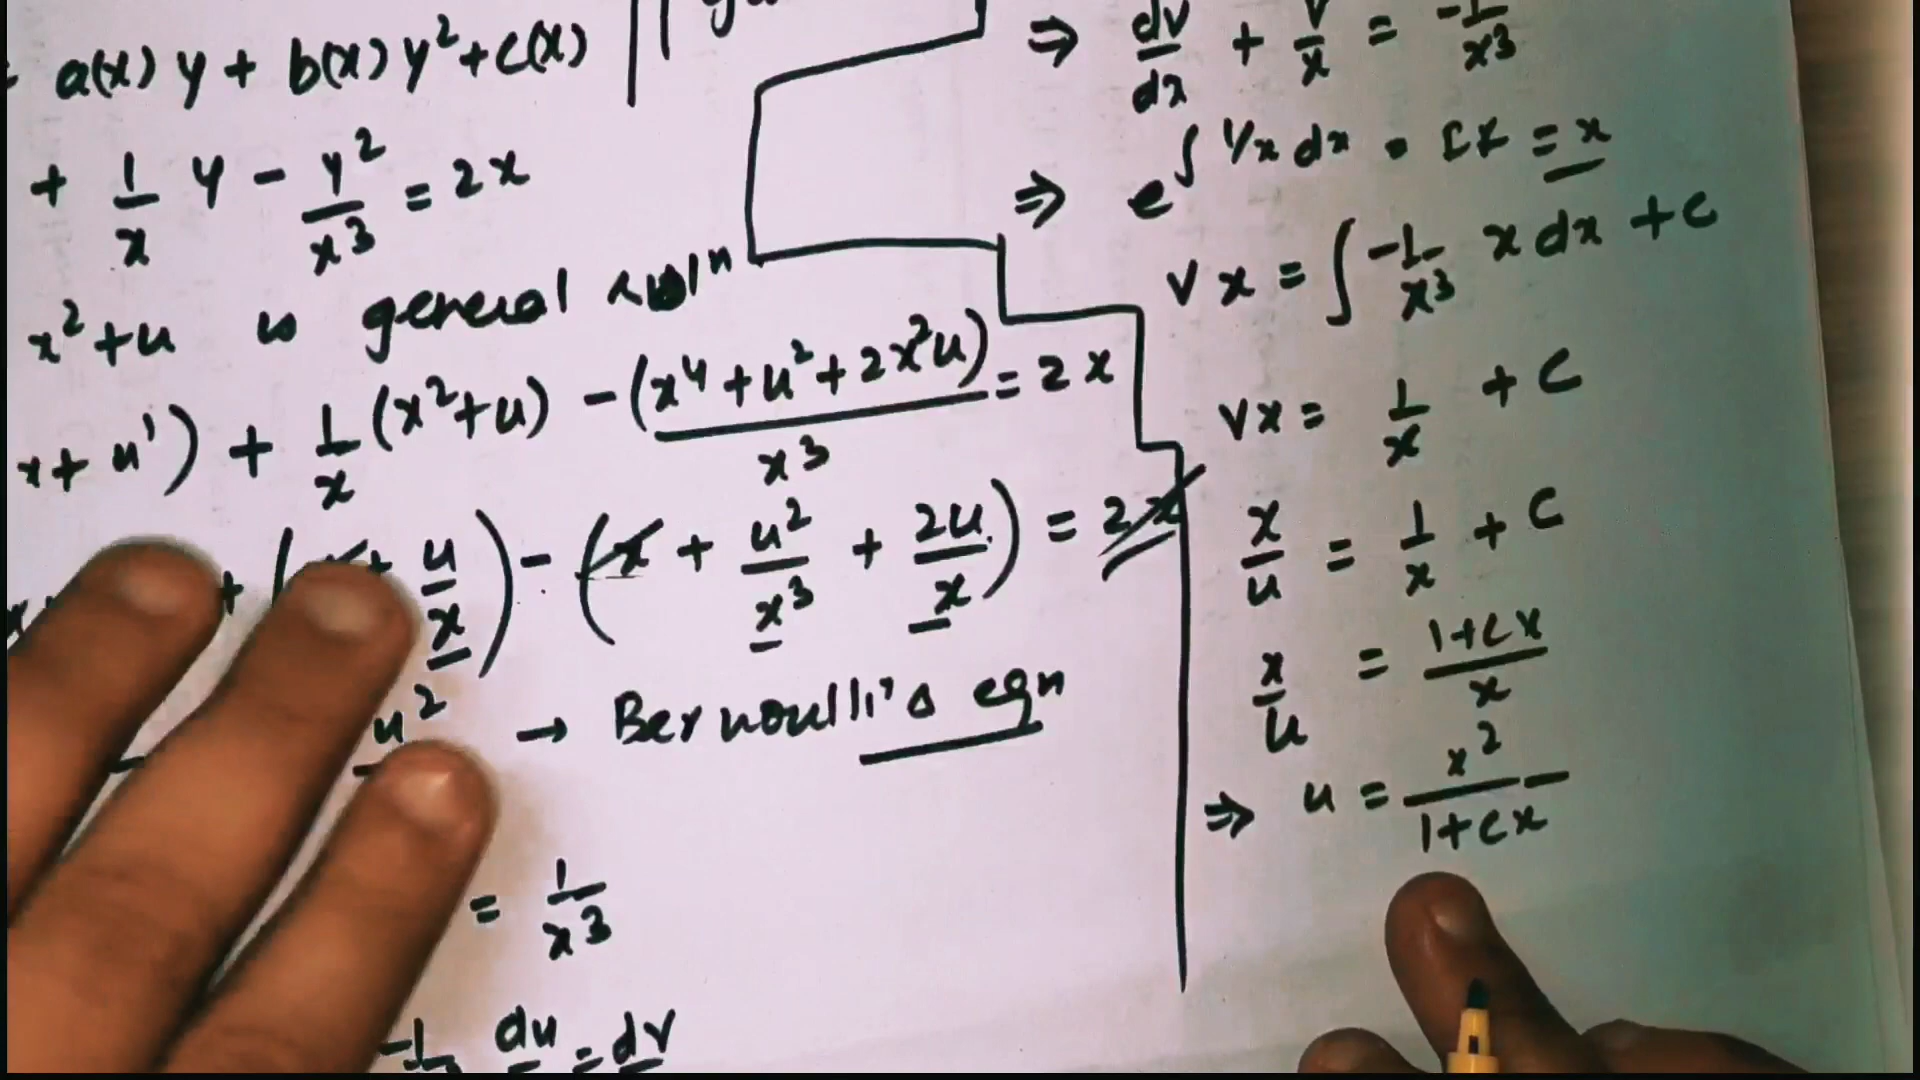 a(x) y + b(x) y² + c(x)
+ 1/x y - y²/x³ = 2x
x² + u is general solⁿ
x + u') + 1/x (x² + u) - (x⁴ + u² + 2x²u)/x³ = 2x
u/x) - (x + u²/x³ + 2u/x) = 2x
u² → Bernoulli's eqn
= 1/x³
du = dv
⇒ dv/dx + v/x = -1/x³
⇒ e^∫ 1/x dx = x
vx = ∫ -1/x³ x dx + c
vx = 1/x + c
x/u = 1/x + c
x/u = 1+cx/x
⇒ u = x²/1+cx